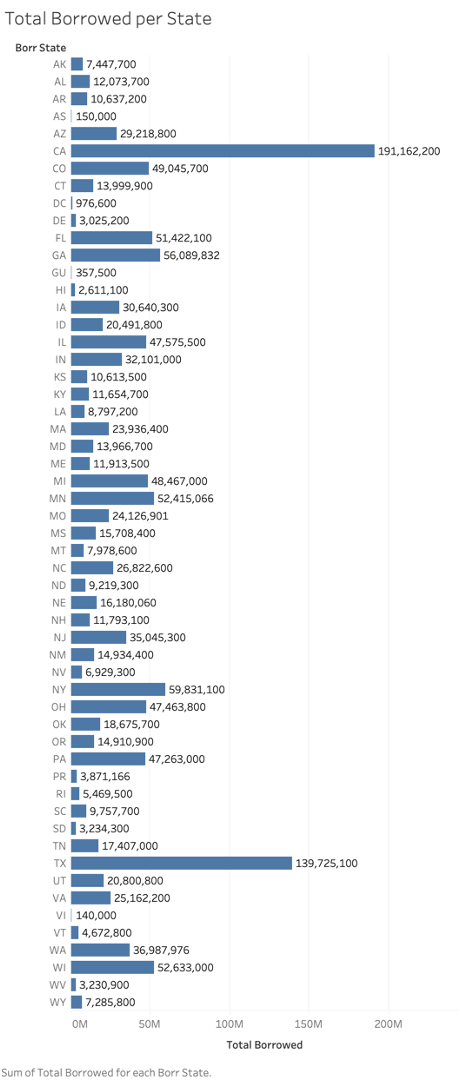 Total Borrowed per State
Borr State
AK 7,447,700
AL 12,073,700
AR 10,637,200
AS 150,000
AZ 29,218,800
CA 191,162,200
CO 49,045,700
CT 13,999,900
DC 976,600
DE 3,025,200
FL 51,422,100
GA 56,089,832
GU 357,500
HI 2,611,100
IA 30,640,300
ID 20,491,800
IL 47,575,500
IN 32,101,000
KS 10,613,500
KY 11,654,700
LA 8,797,200
MA 23,936,400
MD 13,966,700
ME 11,913,500
MI 48,467,000
MN 52,415,066
MO 24,126,901
MS 15,708,400
MT 7,978,600
NC 26,822,600
ND 9,219,300
NE 16,180,060
NH 11,793,100
NJ 35,045,300
NM 14,934,400
NV 6,929,300
NY 59,831,100
OH 47,463,800
OK 18,675,700
OR 14,910,900
PA 47,263,000
PR 3,871,166
RI 5,469,500
SC 9,757,700
SD 3,234,300
TN 17,407,000
TX 139,725,100
UT 20,800,800
VA 25,162,200
VI 140,000
VT 4,672,800
WA 36,987,976
WI 52,633,000
WV 3,230,900
WY 7,285,800
0M 50M 100M 150M 200M
Total Borrowed
Sum of Total Borrowed for each Borr State.